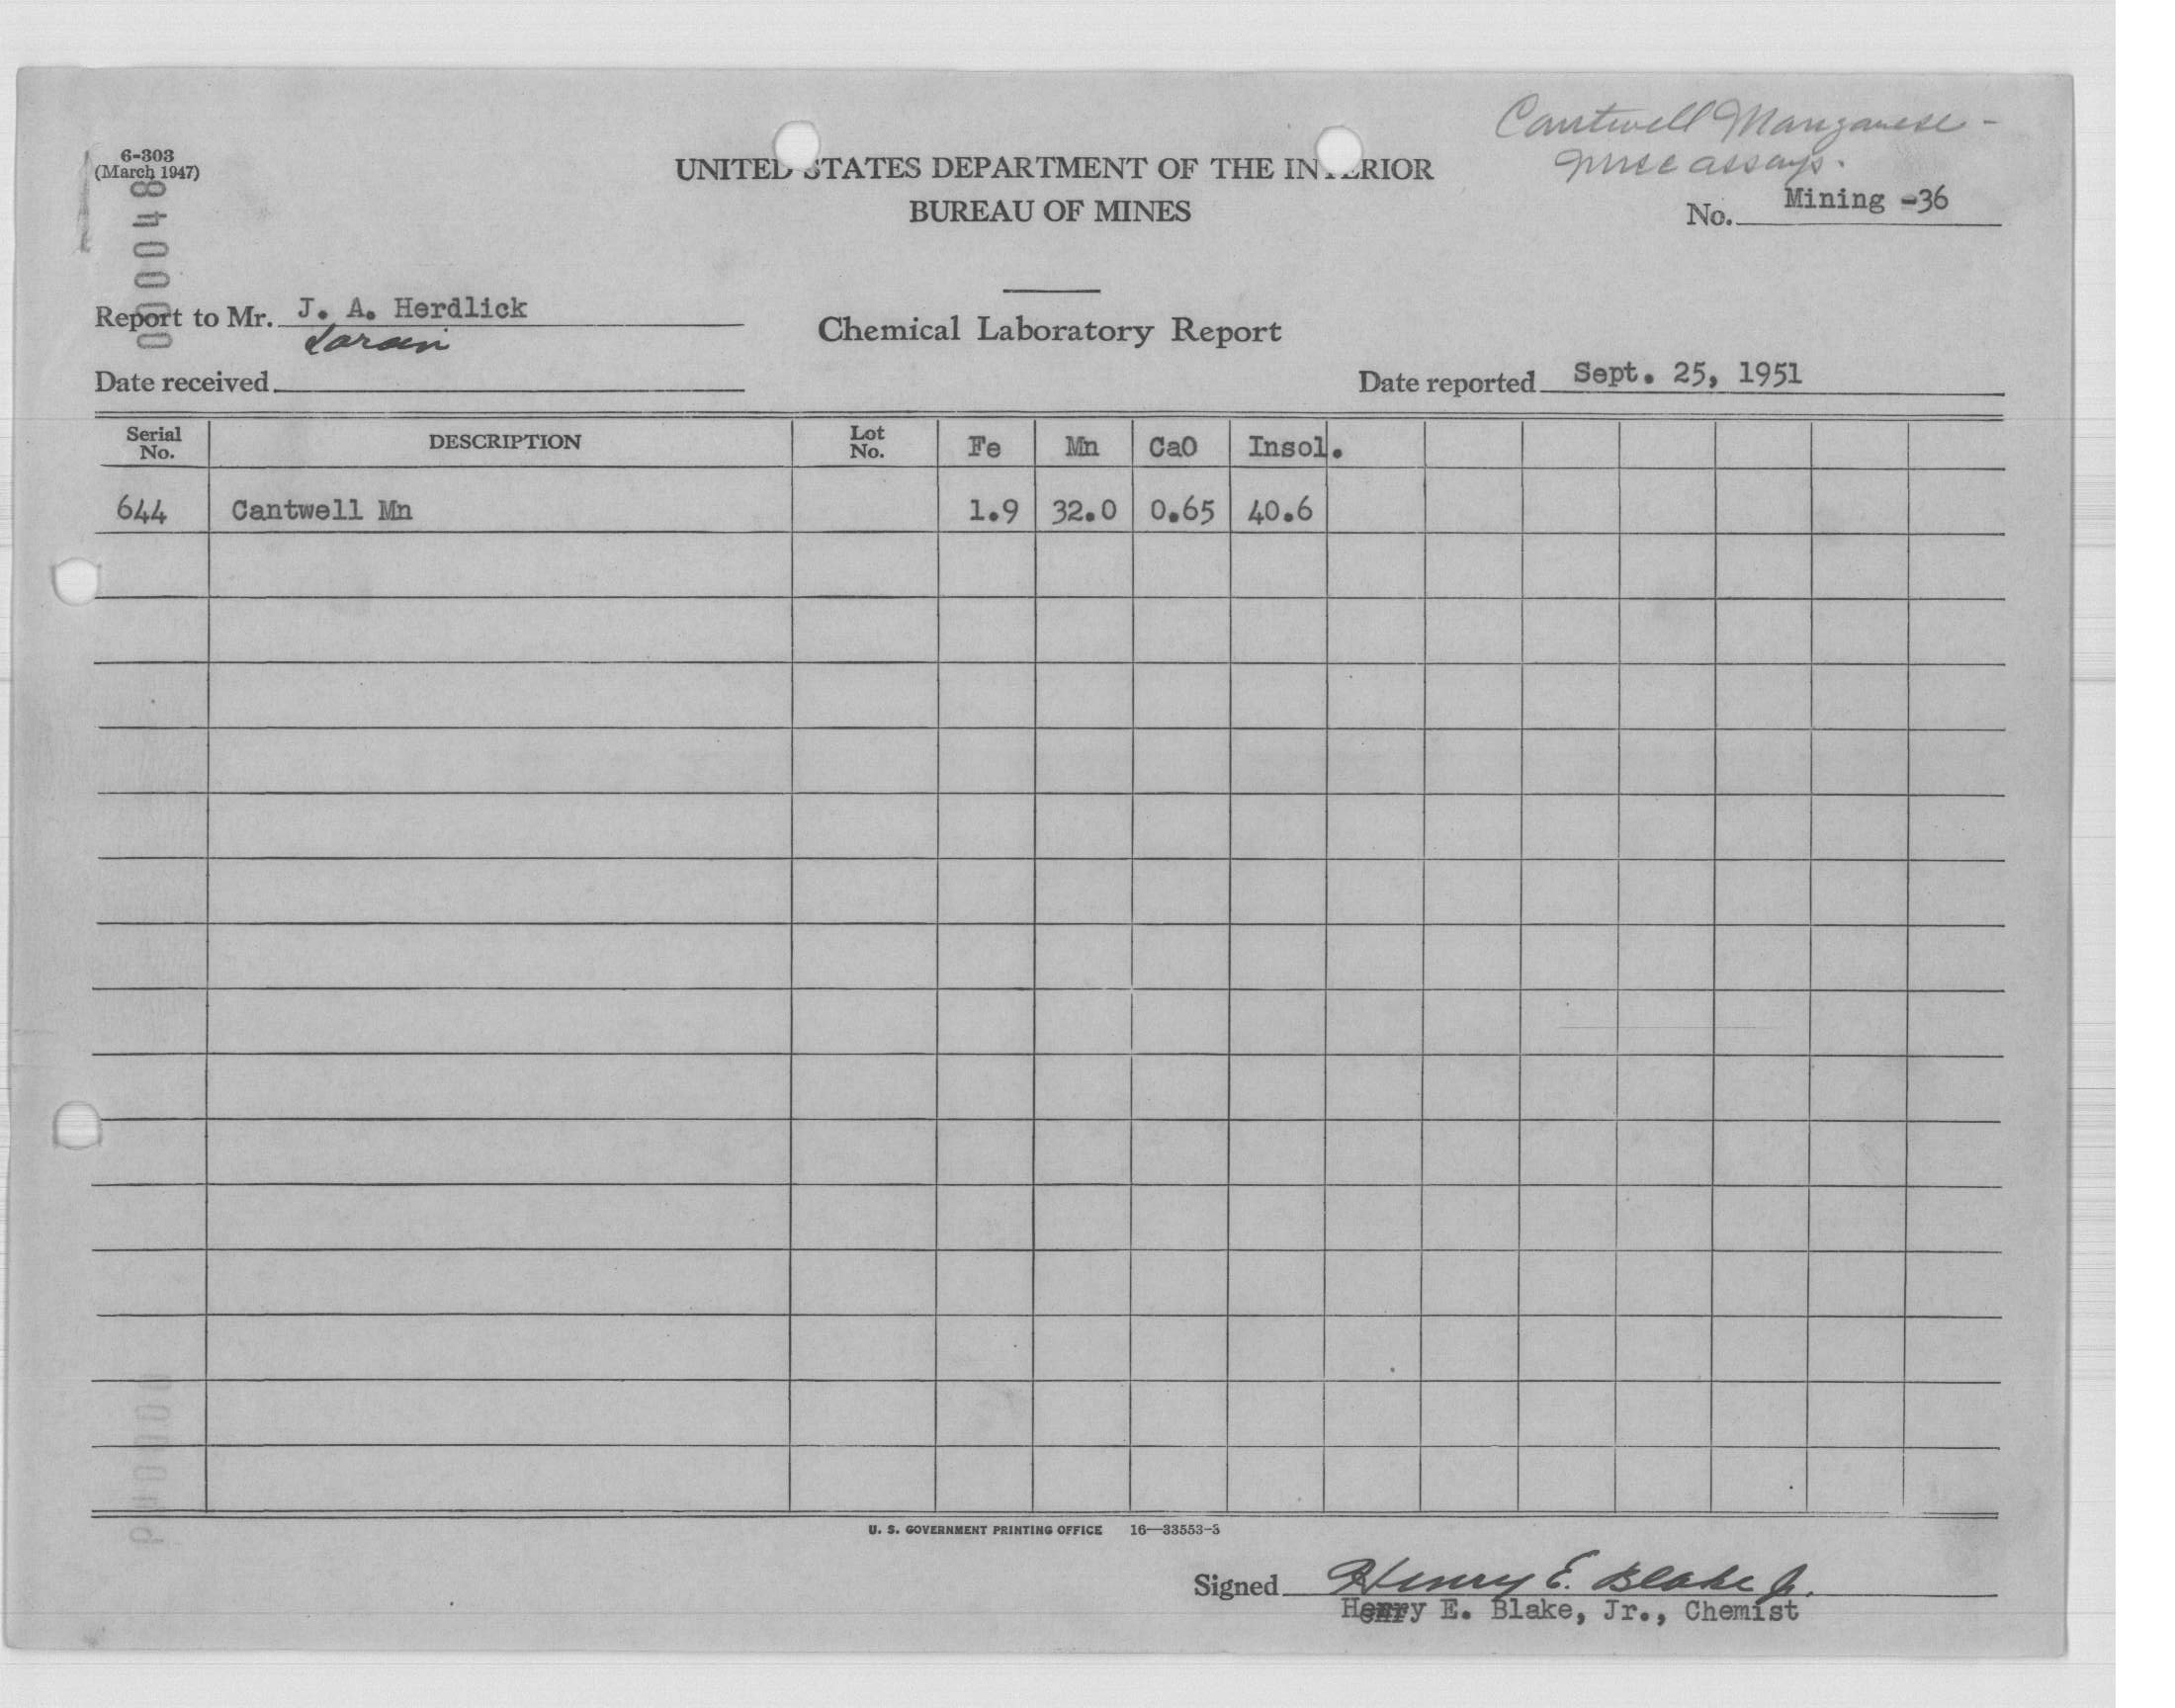 Cantwell Manganese -
misc assays.
6-303
(March 1947)
UNITED STATES DEPARTMENT OF THE INTERIOR
BUREAU OF MINES
No. Mining -36
Report to Mr. J. A. Herdlick
Chemical Laboratory Report
Date received
Date reported Sept. 25, 1951
Serial No. DESCRIPTION Lot No. Fe Mn CaO Insol.
644 Cantwell Mn 1.9 32.0 0.65 40.6
U. S. GOVERNMENT PRINTING OFFICE 16—33553-3
Signed Henry E. Blake Jr.
Henry E. Blake, Jr., Chemist